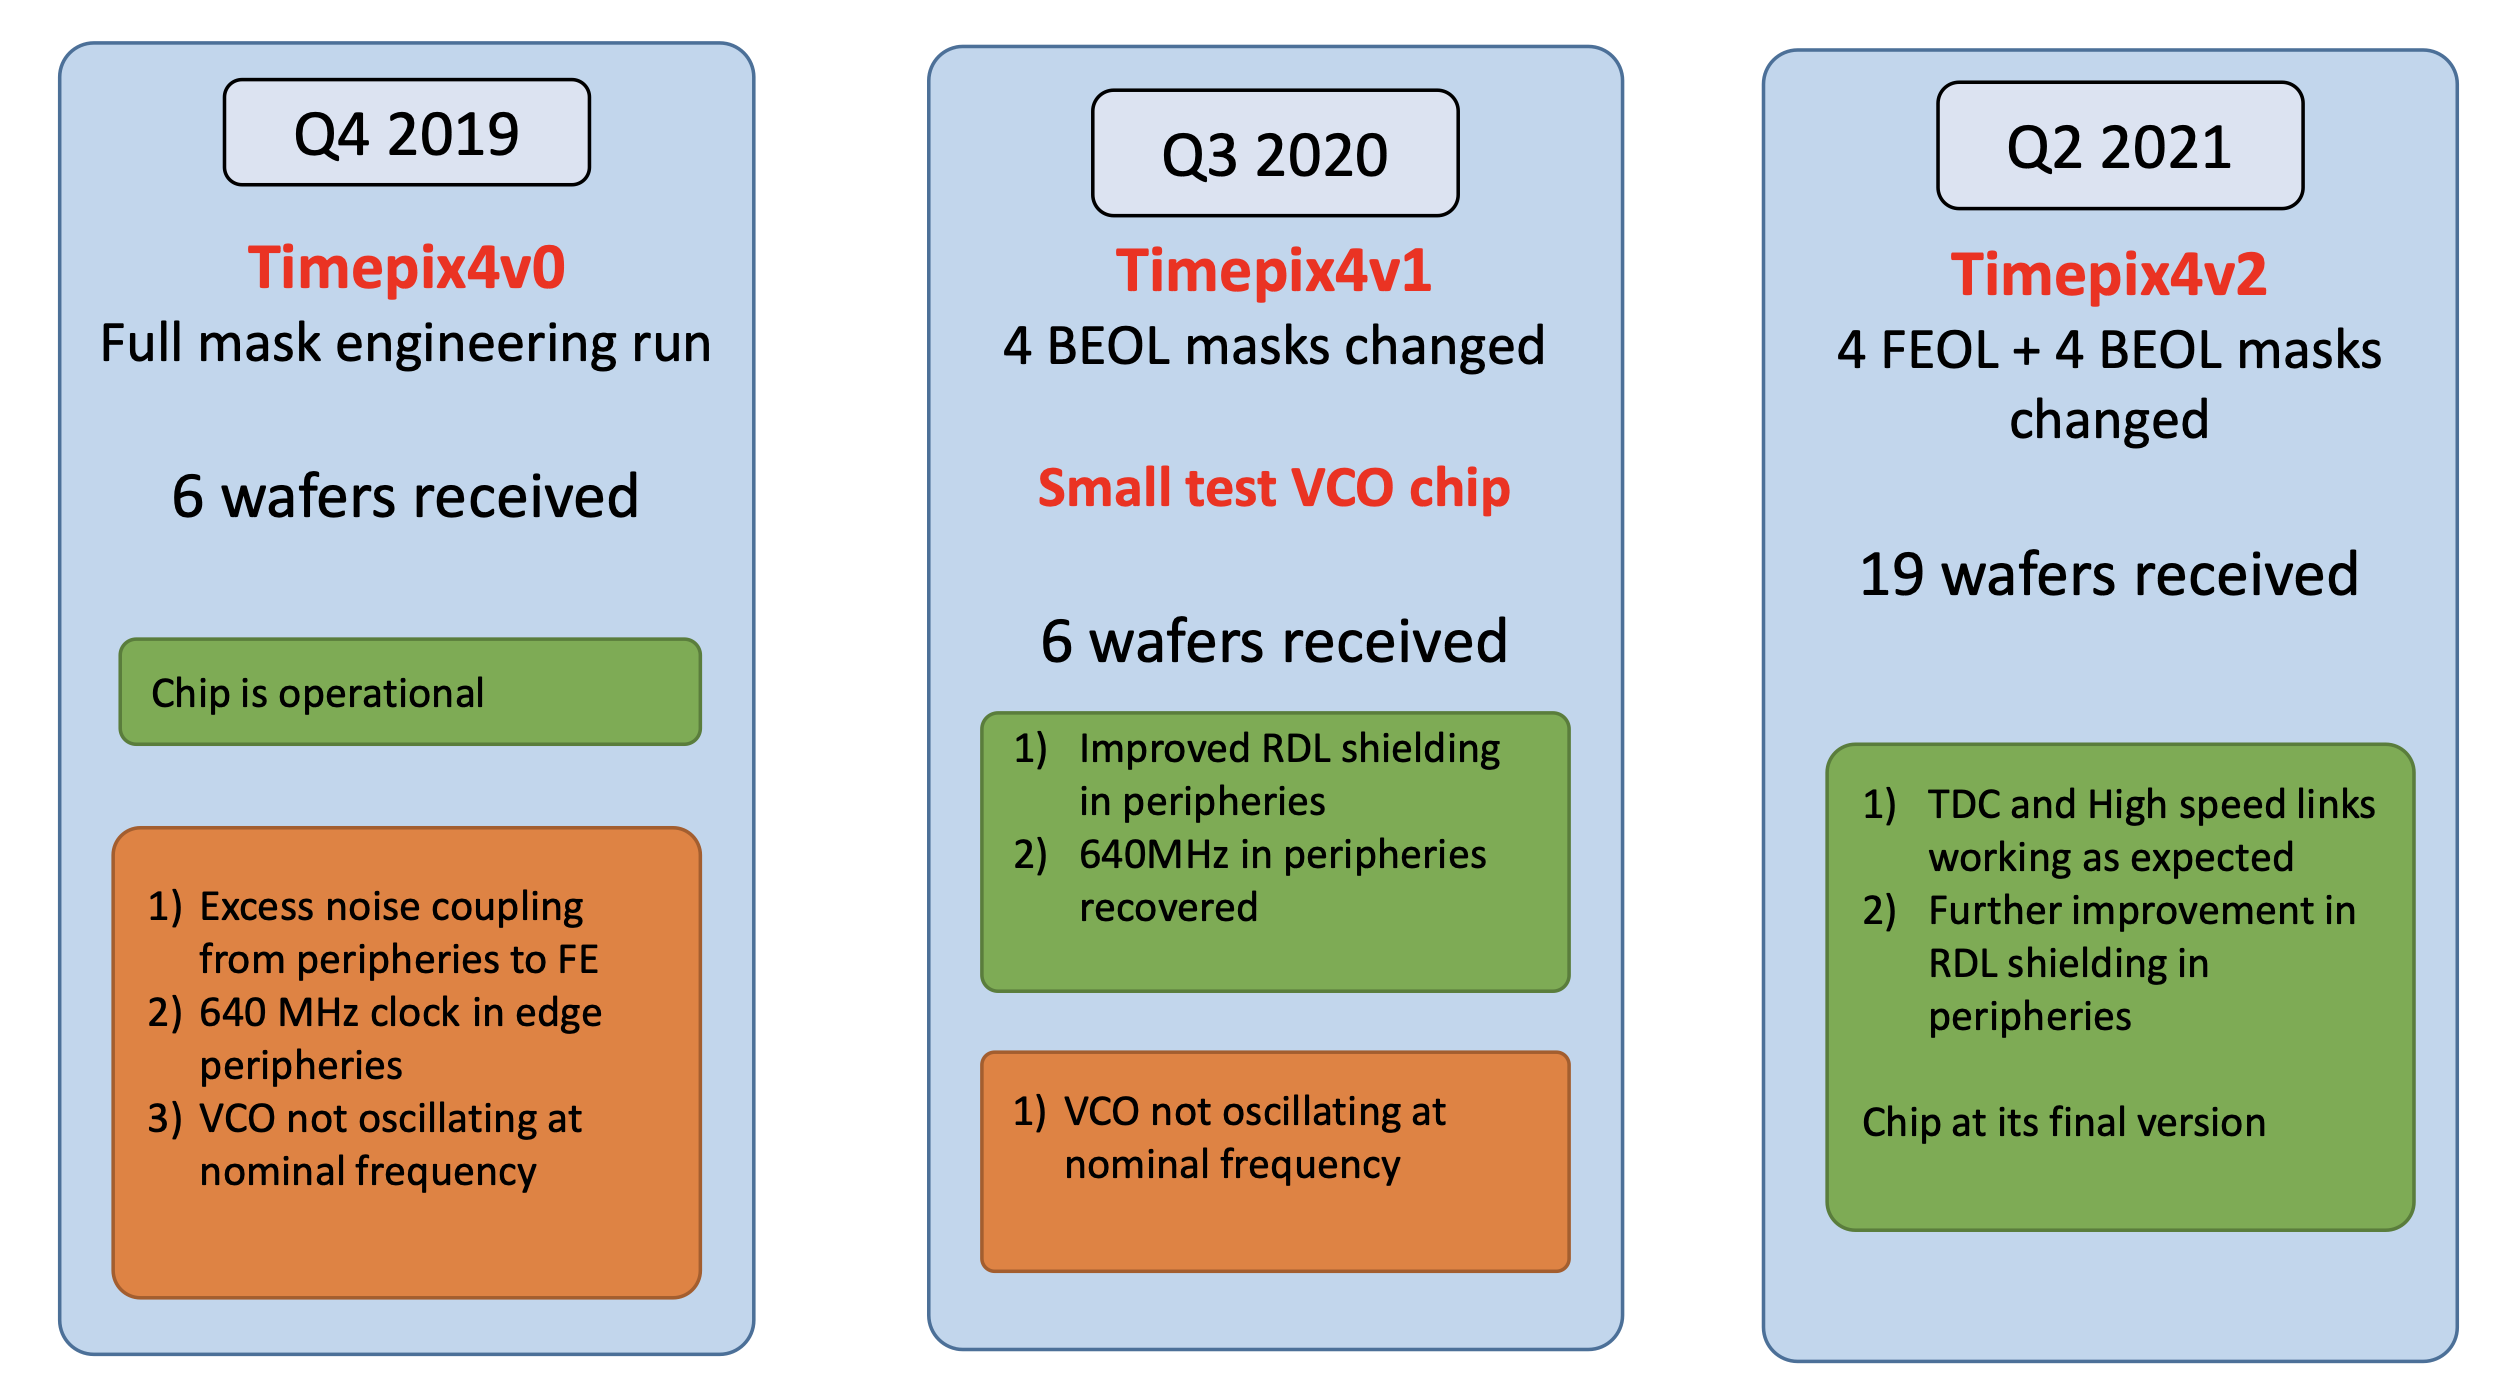 Q4 2019
Timepix4v0
Full mask engineering run
6 wafers received
Chip is operational
1) Excess noise coupling
from peripheries to FE
2) 640 MHz clock in edge
peripheries
3) VCO not oscillating at
nominal frequency
Q3 2020
Timepix4v1
4 BEOL masks changed
Small test VCO chip
6 wafers received
1) Improved RDL shielding
in peripheries
2) 640MHz in peripheries
recovered
1) VCO not oscillating at
nominal frequency
Q2 2021
Timepix4v2
4 FEOL + 4 BEOL masks
changed
19 wafers received
1) TDC and High speed links
working as expected
2) Further improvement in
RDL shielding in
peripheries
Chip at its final version